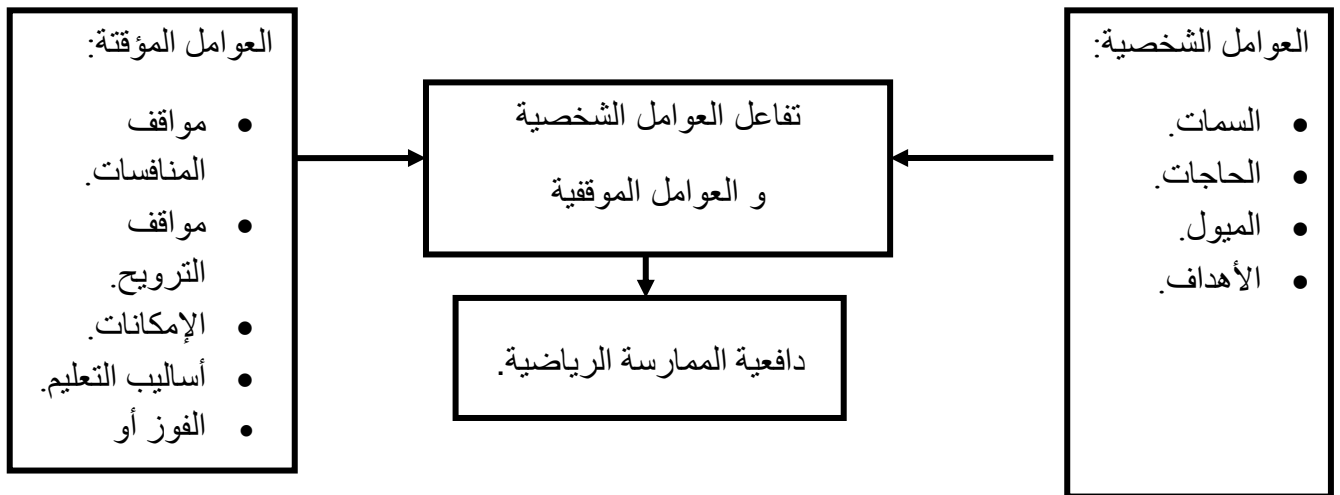 العوامل الشخصية:
• السمات.
• الحاجات.
• الميول.
• الأهداف.
تفاعل العوامل الشخصية
و العوامل الموقفية
دافعية الممارسة الرياضية.
العوامل المؤقتة:
• مواقف
المنافسات.
• مواقف
الترويح.
• الإمكانات.
• أساليب التعليم.
• الفوز أو